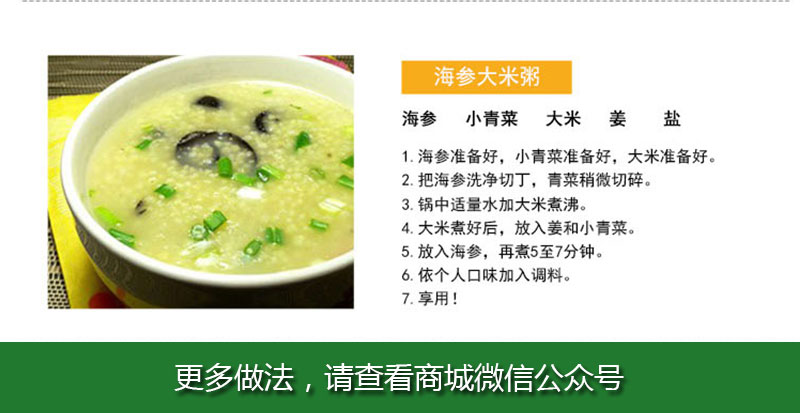 海参大米粥
海参 小青菜 大米 姜 盐
1.海参准备好，小青菜准备好，大米准备好。
2.把海参洗净切丁，青菜稍微切碎。
3.锅中适量水加大米煮沸。
4.大米煮好后，放入姜和小青菜。
5.放入海参，再煮5至7分钟。
6.依个人口味加入调料。
7.享用！
更多做法，请查看商城微信公众号